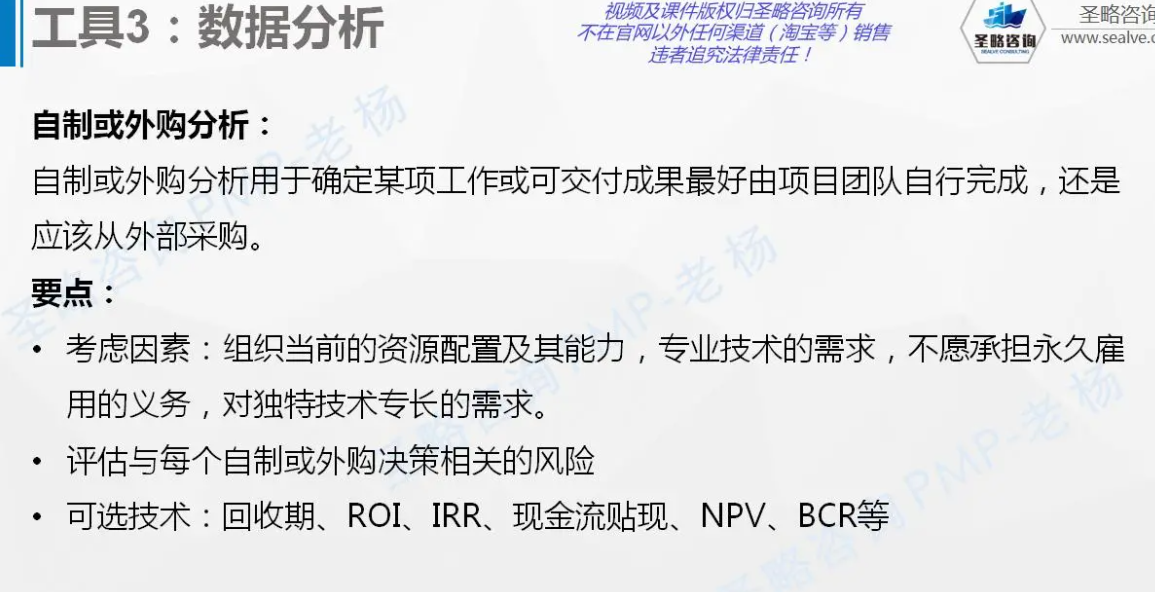 工具3：数据分析
视频及课件版权归圣略咨询所有
不在官网以外任何渠道（淘宝等）销售
违者追究法律责任！
圣略咨询
SEALVE CONSULTING
圣略咨询
www.sealve.c
自制或外购分析：
自制或外购分析用于确定某项工作或可交付成果最好由项目团队自行完成，还是
应该从外部采购。
要点：
• 考虑因素：组织当前的资源配置及其能力，专业技术的需求，不愿承担永久雇
用的义务，对独特技术专长的需求。
• 评估与每个自制或外购决策相关的风险
• 可选技术：回收期、ROI、IRR、现金流贴现、NPV、BCR等
圣略咨询PMP-老杨
圣略咨询PMP-老杨
圣略咨询PMP-老杨